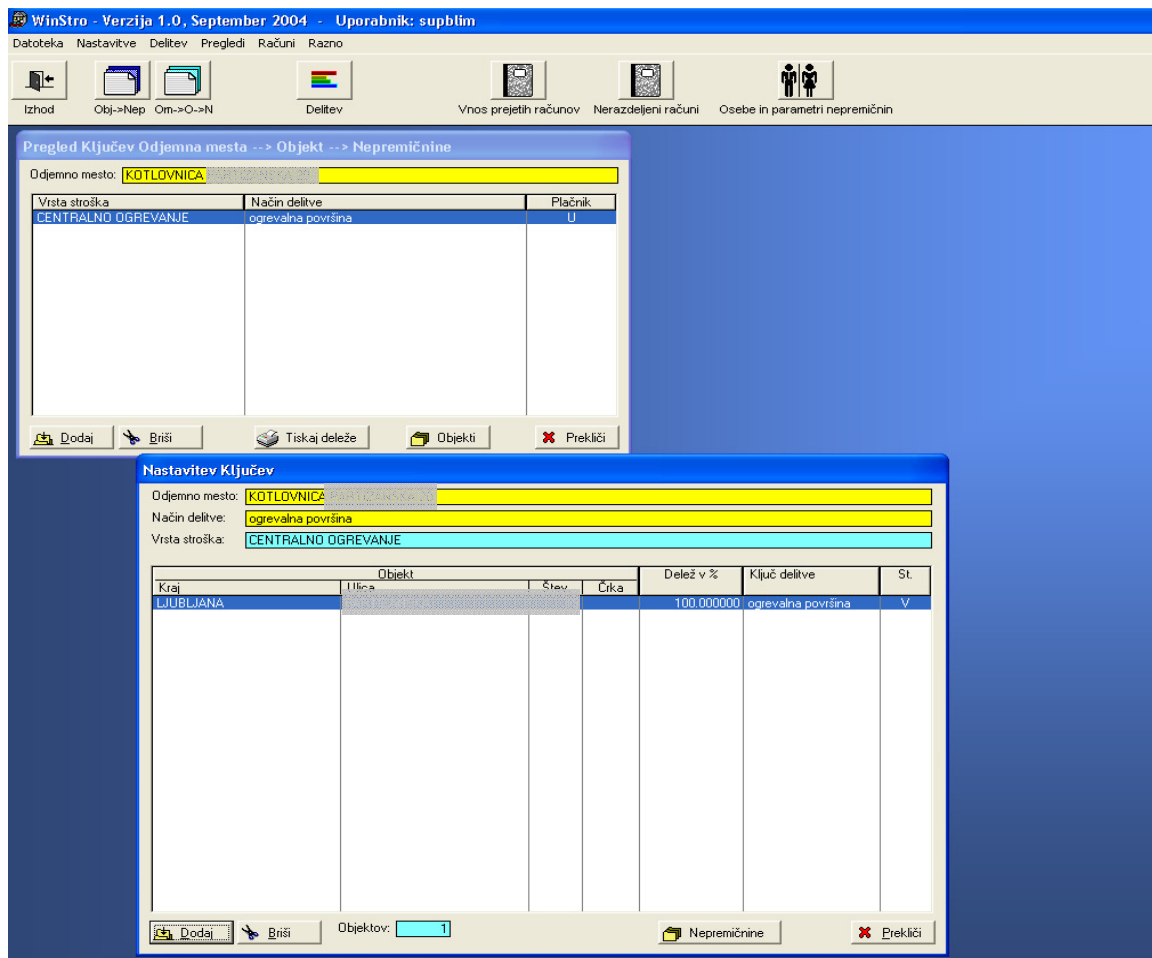 WinStro - Verzija 1.0, September 2004 - Uporabnik: supblim
Datoteka Nastavitve Delitev Pregledi Računi Razno
Izhod Obj->Nep Om->O->N Delitev Vnos prejetih računov Nerazdeljeni računi Osebe in parametri nepremičnin
Pregled Ključev Odjemna mesta --> Objekt --> Nepremičnine
Odjemno mesto: KOTLOVNICA
Vrsta stroška Način delitve Plačnik
CENTRALNO OGREVANJE ogrevalna površina U
Dodaj Briši Tiskaj deleže Objekti Prekliči
Nastavitev Ključev
Odjemno mesto: KOTLOVNICA
Način delitve: ogrevalna površina
Vrsta stroška: CENTRALNO OGREVANJE
Objekt Delež v % Ključ delitve St.
Kraj Ulica Štev Črka
LJUBLJANA 100.000000 ogrevalna površina V
Dodaj Briši Objektov: 1 Nepremičnine Prekliči